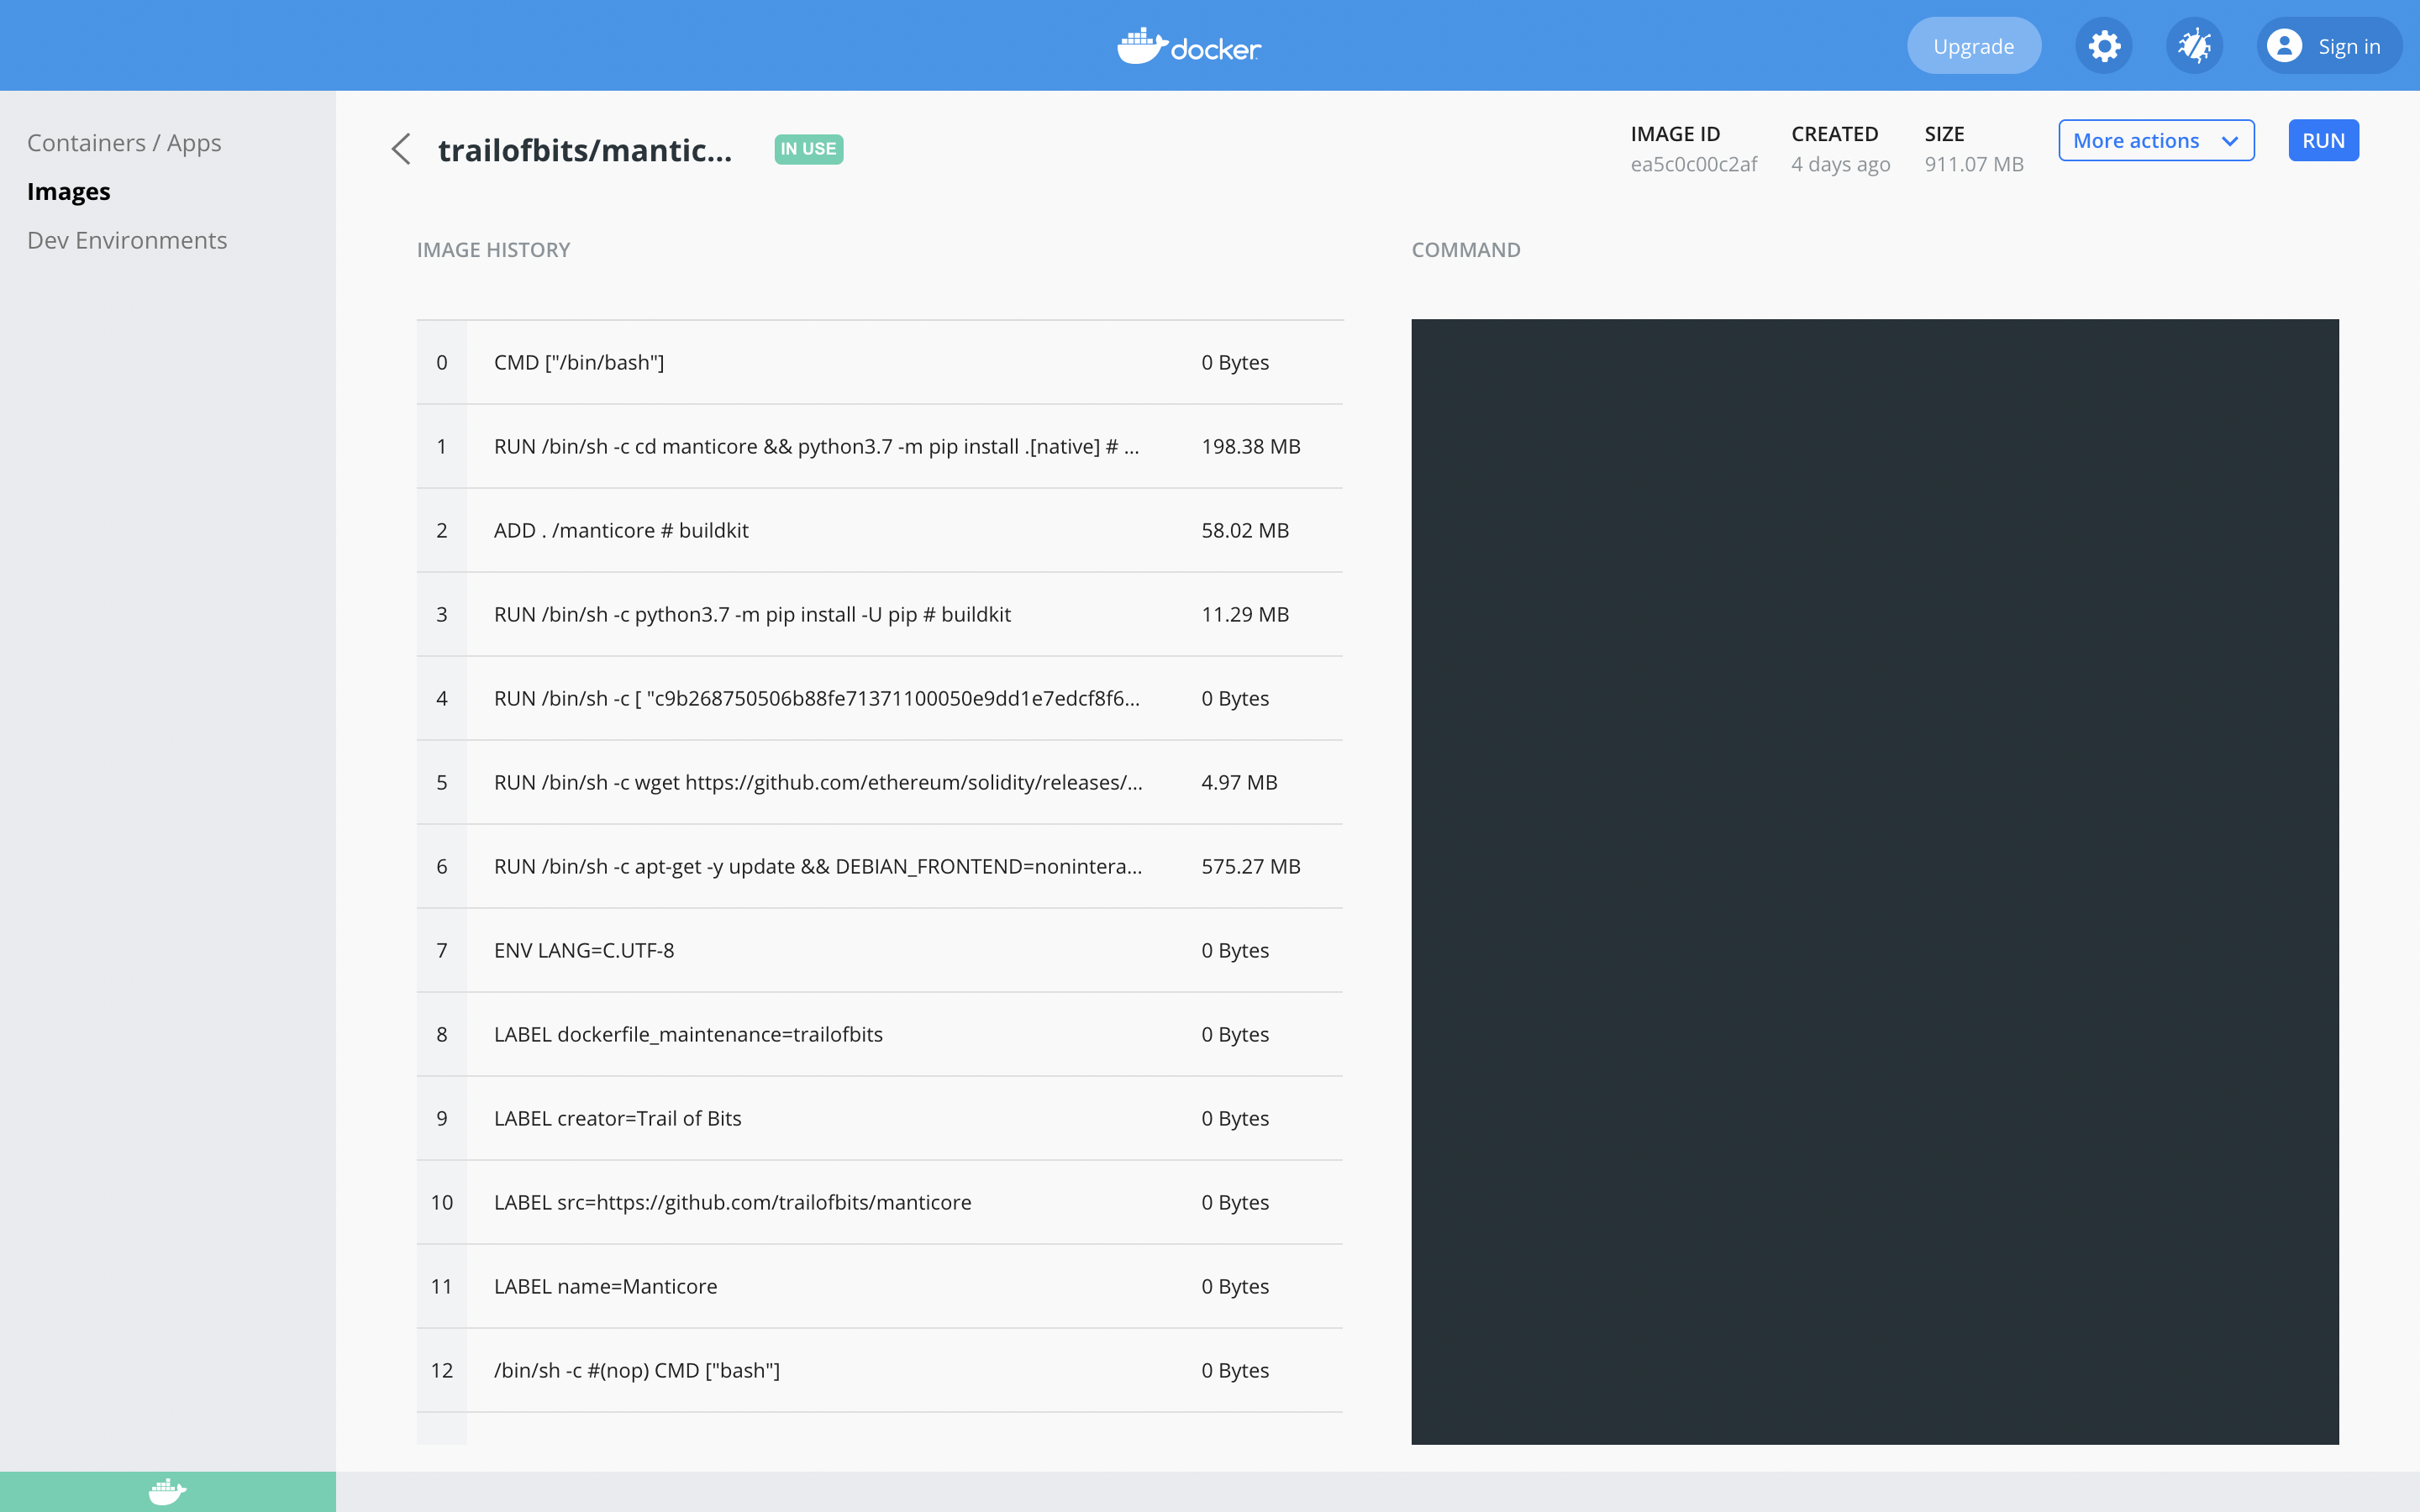 docker
Upgrade
Sign in
Containers / Apps
Images
Dev Environments
trailofbits/mantic...
IN USE
IMAGE ID
ea5c0c00c2af
CREATED
4 days ago
SIZE
911.07 MB
More actions
RUN
IMAGE HISTORY
COMMAND
0 CMD ["/bin/bash"] 0 Bytes
1 RUN /bin/sh -c cd manticore && python3.7 -m pip install .[native] # ... 198.38 MB
2 ADD . /manticore # buildkit 58.02 MB
3 RUN /bin/sh -c python3.7 -m pip install -U pip # buildkit 11.29 MB
4 RUN /bin/sh -c [ "c9b268750506b88fe71371100050e9dd1e7edcf8f6... 0 Bytes
5 RUN /bin/sh -c wget https://github.com/ethereum/solidity/releases/... 4.97 MB
6 RUN /bin/sh -c apt-get -y update && DEBIAN_FRONTEND=nonintera... 575.27 MB
7 ENV LANG=C.UTF-8 0 Bytes
8 LABEL dockerfile_maintenance=trailofbits 0 Bytes
9 LABEL creator=Trail of Bits 0 Bytes
10 LABEL src=https://github.com/trailofbits/manticore 0 Bytes
11 LABEL name=Manticore 0 Bytes
12 /bin/sh -c #(nop) CMD ["bash"] 0 Bytes